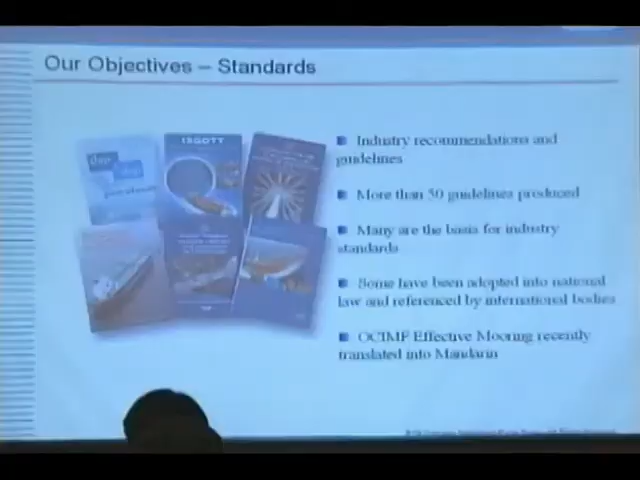 Our Objectives – Standards
ISGOTT
Industry recommendations and
guidelines
More than 50 guidelines produced
Many are the basis for industry
standards
Some have been adopted into national
law and referenced by international bodies
OCIMF Effective Mooring recently
translated into Mandarin